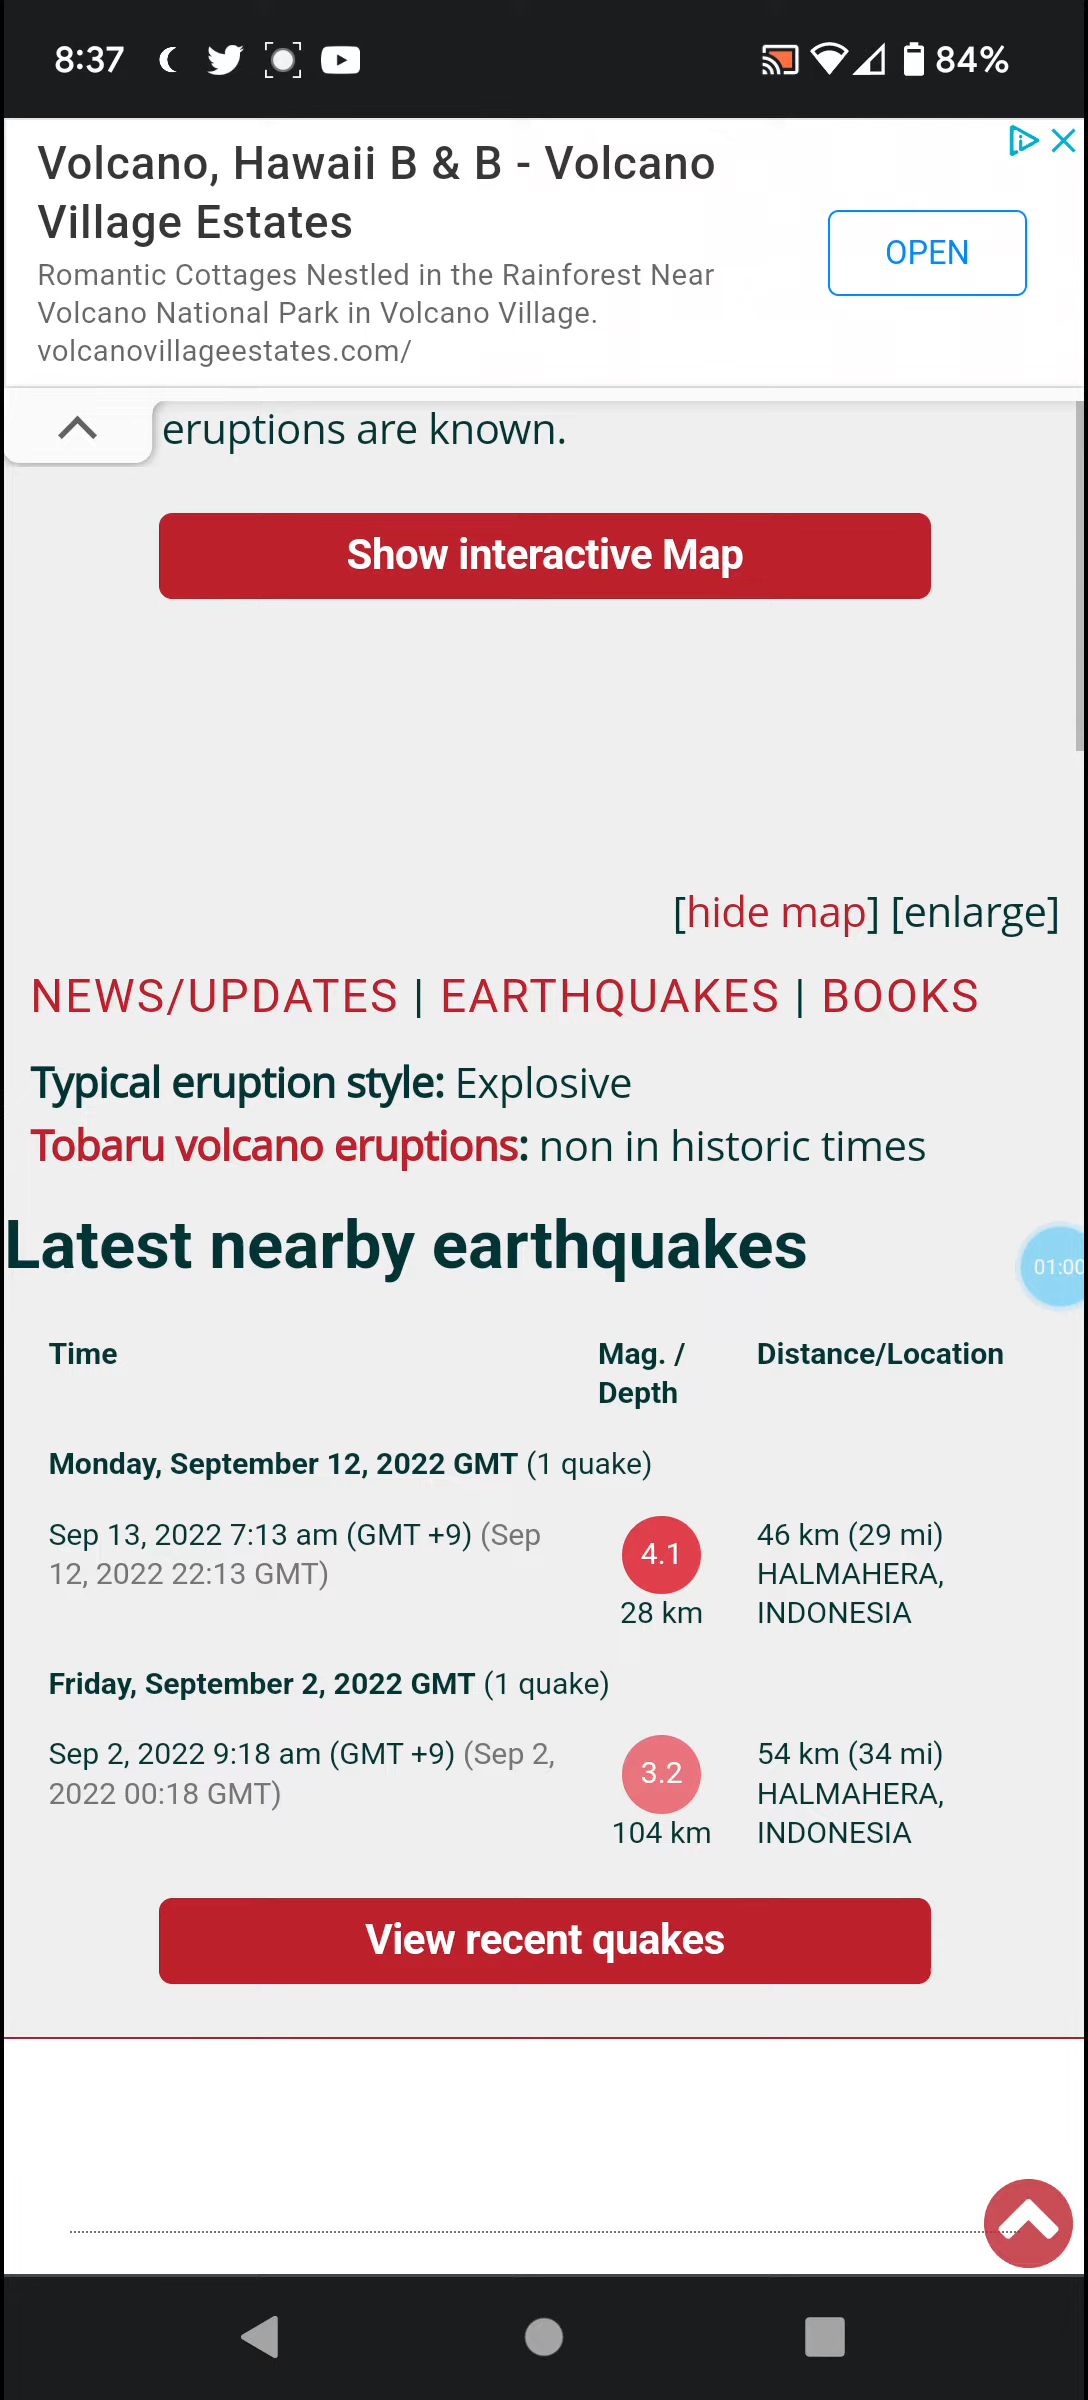 8:37
84%
Volcano, Hawaii B & B - Volcano
Village Estates
Romantic Cottages Nestled in the Rainforest Near
Volcano National Park in Volcano Village.
volcanovillageestates.com/
OPEN
eruptions are known.
Show interactive Map
[hide map] [enlarge]
NEWS/UPDATES | EARTHQUAKES | BOOKS
Typical eruption style: Explosive
Tobaru volcano eruptions: non in historic times
Latest nearby earthquakes
01:00
Time
Mag. /
Depth
Distance/Location
Monday, September 12, 2022 GMT (1 quake)
Sep 13, 2022 7:13 am (GMT +9) (Sep
12, 2022 22:13 GMT)
4.1
28 km
46 km (29 mi)
HALMAHERA,
INDONESIA
Friday, September 2, 2022 GMT (1 quake)
Sep 2, 2022 9:18 am (GMT +9) (Sep 2,
2022 00:18 GMT)
3.2
104 km
54 km (34 mi)
HALMAHERA,
INDONESIA
View recent quakes